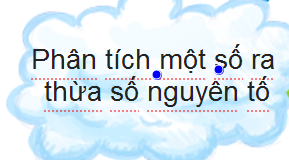 Phân tích một số ra
thừa số nguyên tố